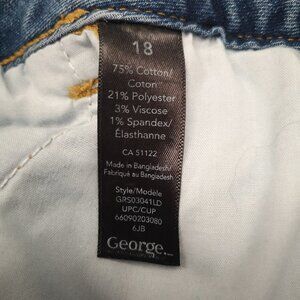 18
75% Cotton/
Coton
21% Polyester
3% Viscose
1% Spandex/
Élasthanne
CA 51122
Made in Bangladesh/
Fabriqué au Bangladesh
Style/Modèle
GRS03041LD
UPC/CUP
66090203080
6JB
George.